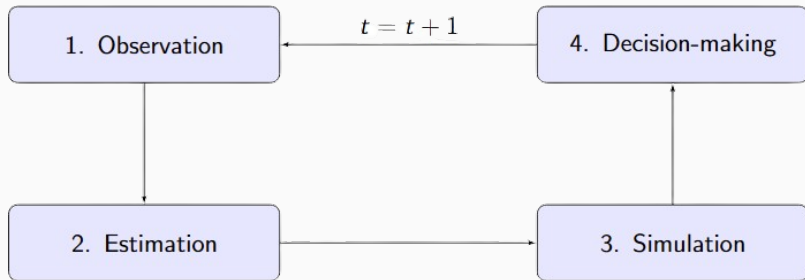 1. Observation
t = t + 1
4. Decision-making
2. Estimation
3. Simulation